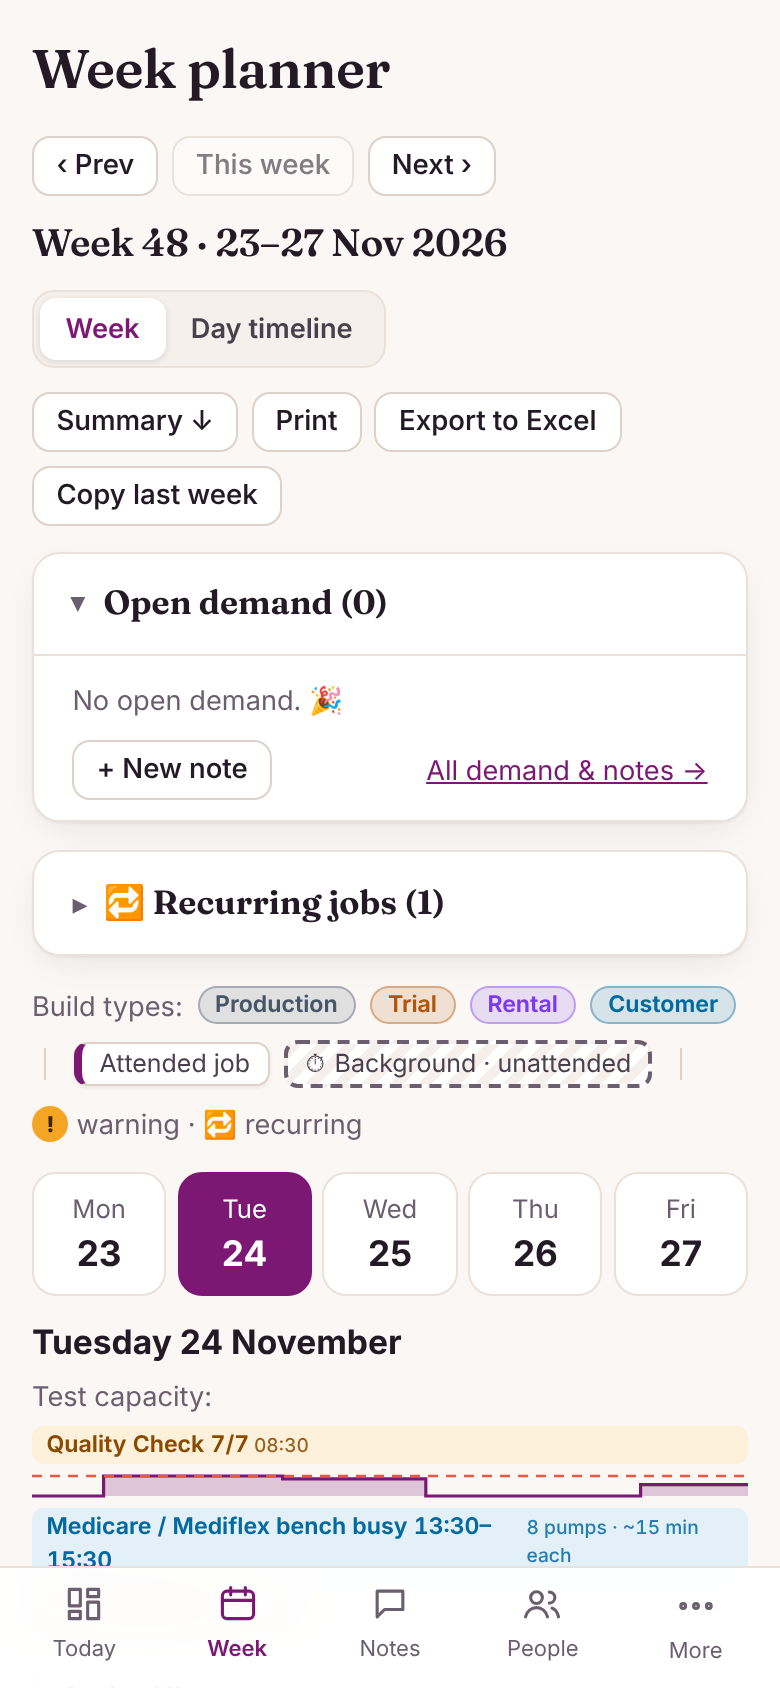 Week planner
‹ Prev
This week
Next ›
Week 48 · 23–27 Nov 2026
Week
Day timeline
Summary ↓
Print
Export to Excel
Copy last week
▼ Open demand (0)
No open demand. 🎉
+ New note
All demand & notes →
▶ 🔁 Recurring jobs (1)
Build types: Production Trial Rental Customer
Attended job ⏱ Background · unattended
! warning · 🔁 recurring
Mon Tue Wed Thu Fri
23 24 25 26 27
Tuesday 24 November
Test capacity:
Quality Check 7/7 08:30
Medicare / Mediflex bench busy 13:30–
15:30
8 pumps · ~15 min
each
Today Week Notes People More